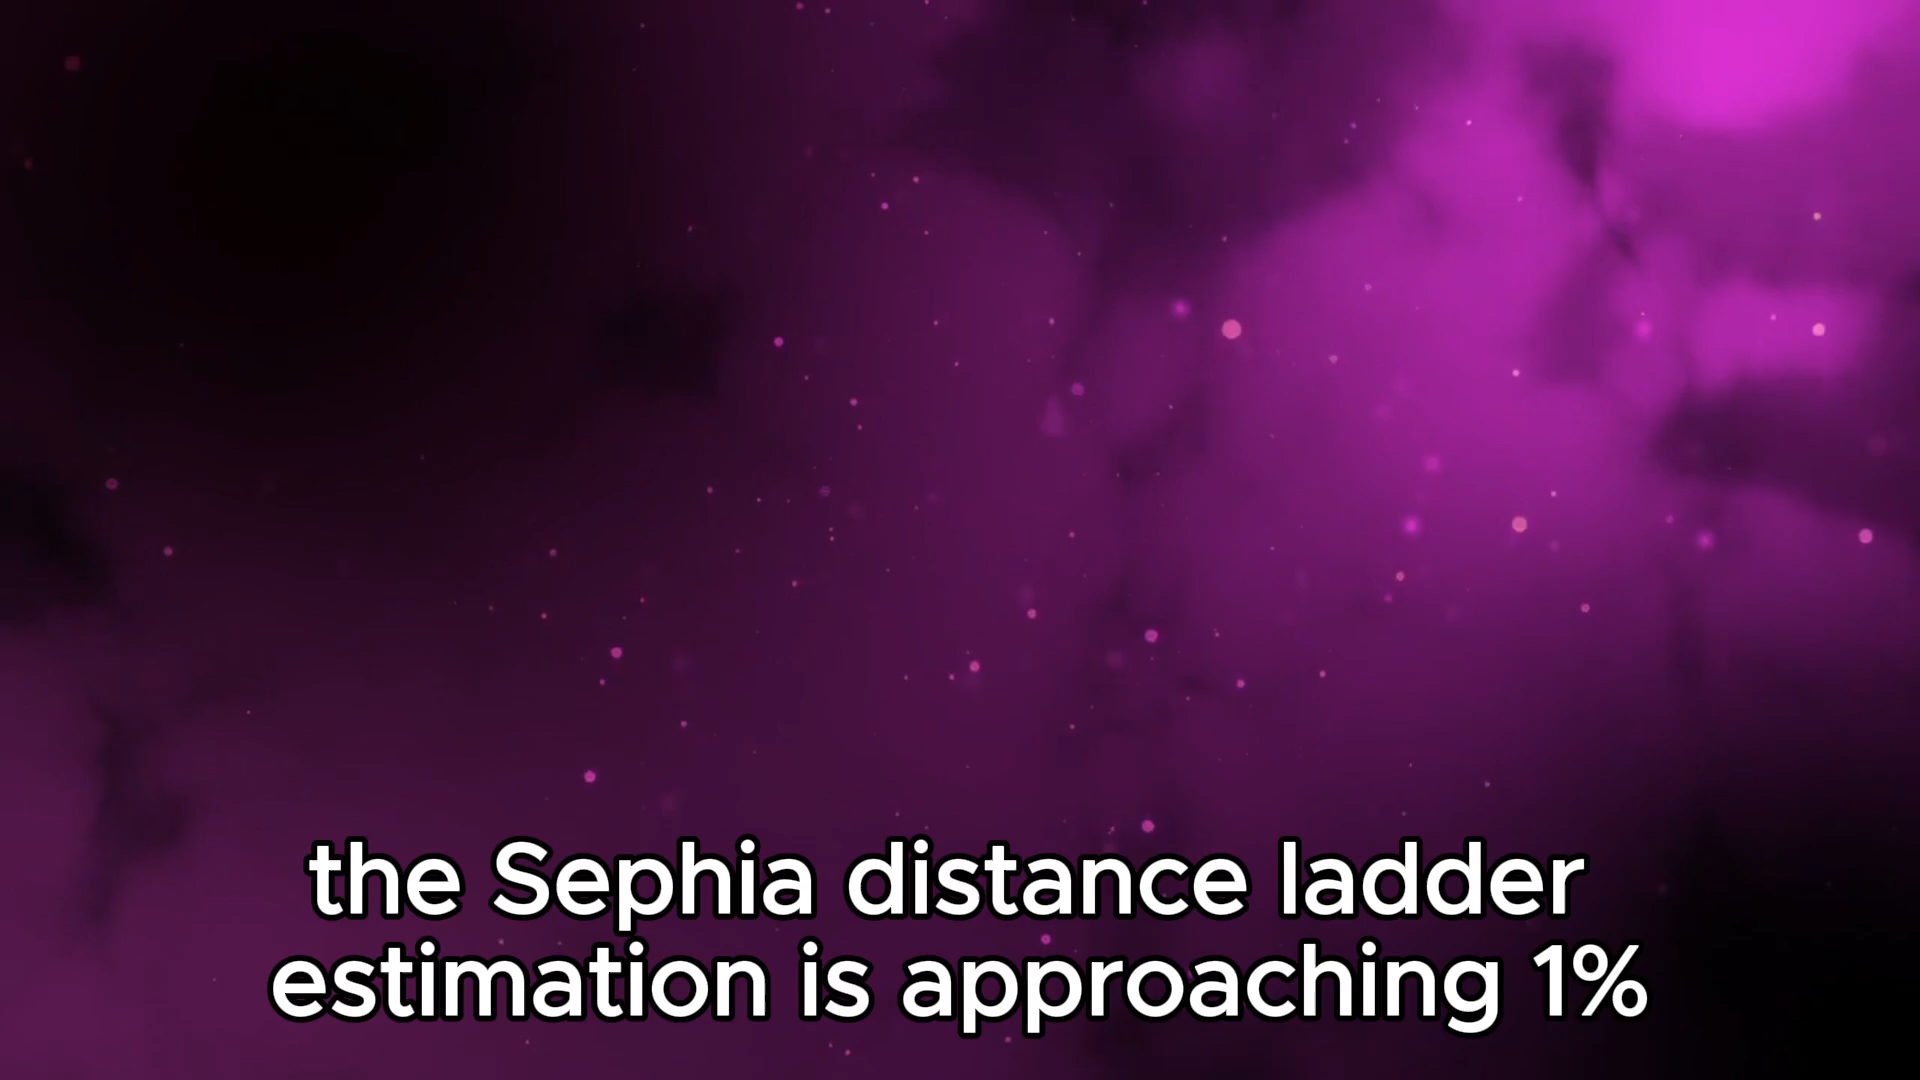 the Sephia distance ladder
estimation is approaching 1%